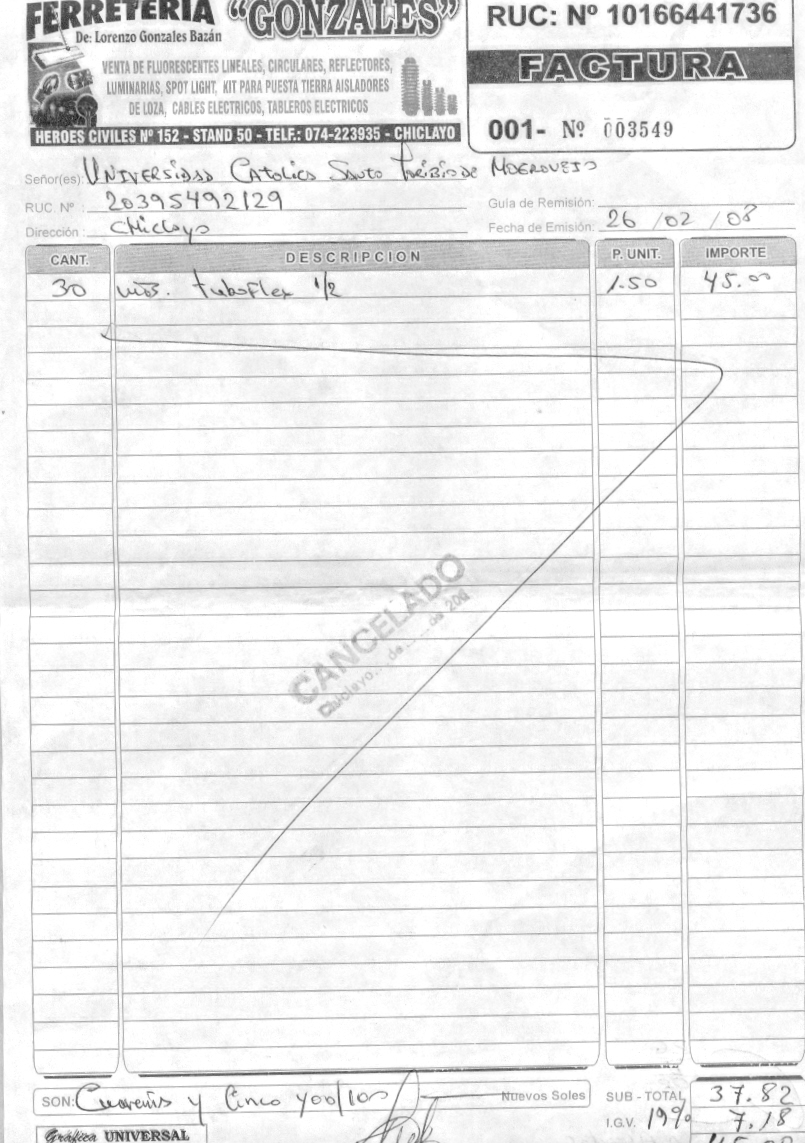 FERRETERIA "GONZALES"
De: Lorenzo Gonzales Bazán
VENTA DE FLUORESCENTES LINEALES, CIRCULARES, REFLECTORES,
LUMINARIAS, SPOT LIGHT, KIT PARA PUESTA TIERRA AISLADORES
DE LOZA, CABLES ELECTRICOS, TABLEROS ELECTRICOS
HEROES CIVILES Nº 152 - STAND 50 - TELF.: 074-223935 - CHICLAYO
RUC: Nº 10166441736
FACTURA
001- Nº 003549
Señor(es): Universidad Catolica Santo Toribio de Mogrovejo
RUC Nº : 20395492129
Guía de Remisión:
Dirección : Chiclayo
Fecha de Emisión: 26 / 02 / 08
CANT. DESCRIPCION P. UNIT. IMPORTE
30 tuboflex 1/2 1.50 45.00
CANCELADO
Chiclayo.... de...... de 200
SON: Cuarenta y Cinco y 00/100 Nuevos Soles
SUB - TOTAL 37.82
I.G.V. 19% 7.18
Gráfica UNIVERSAL